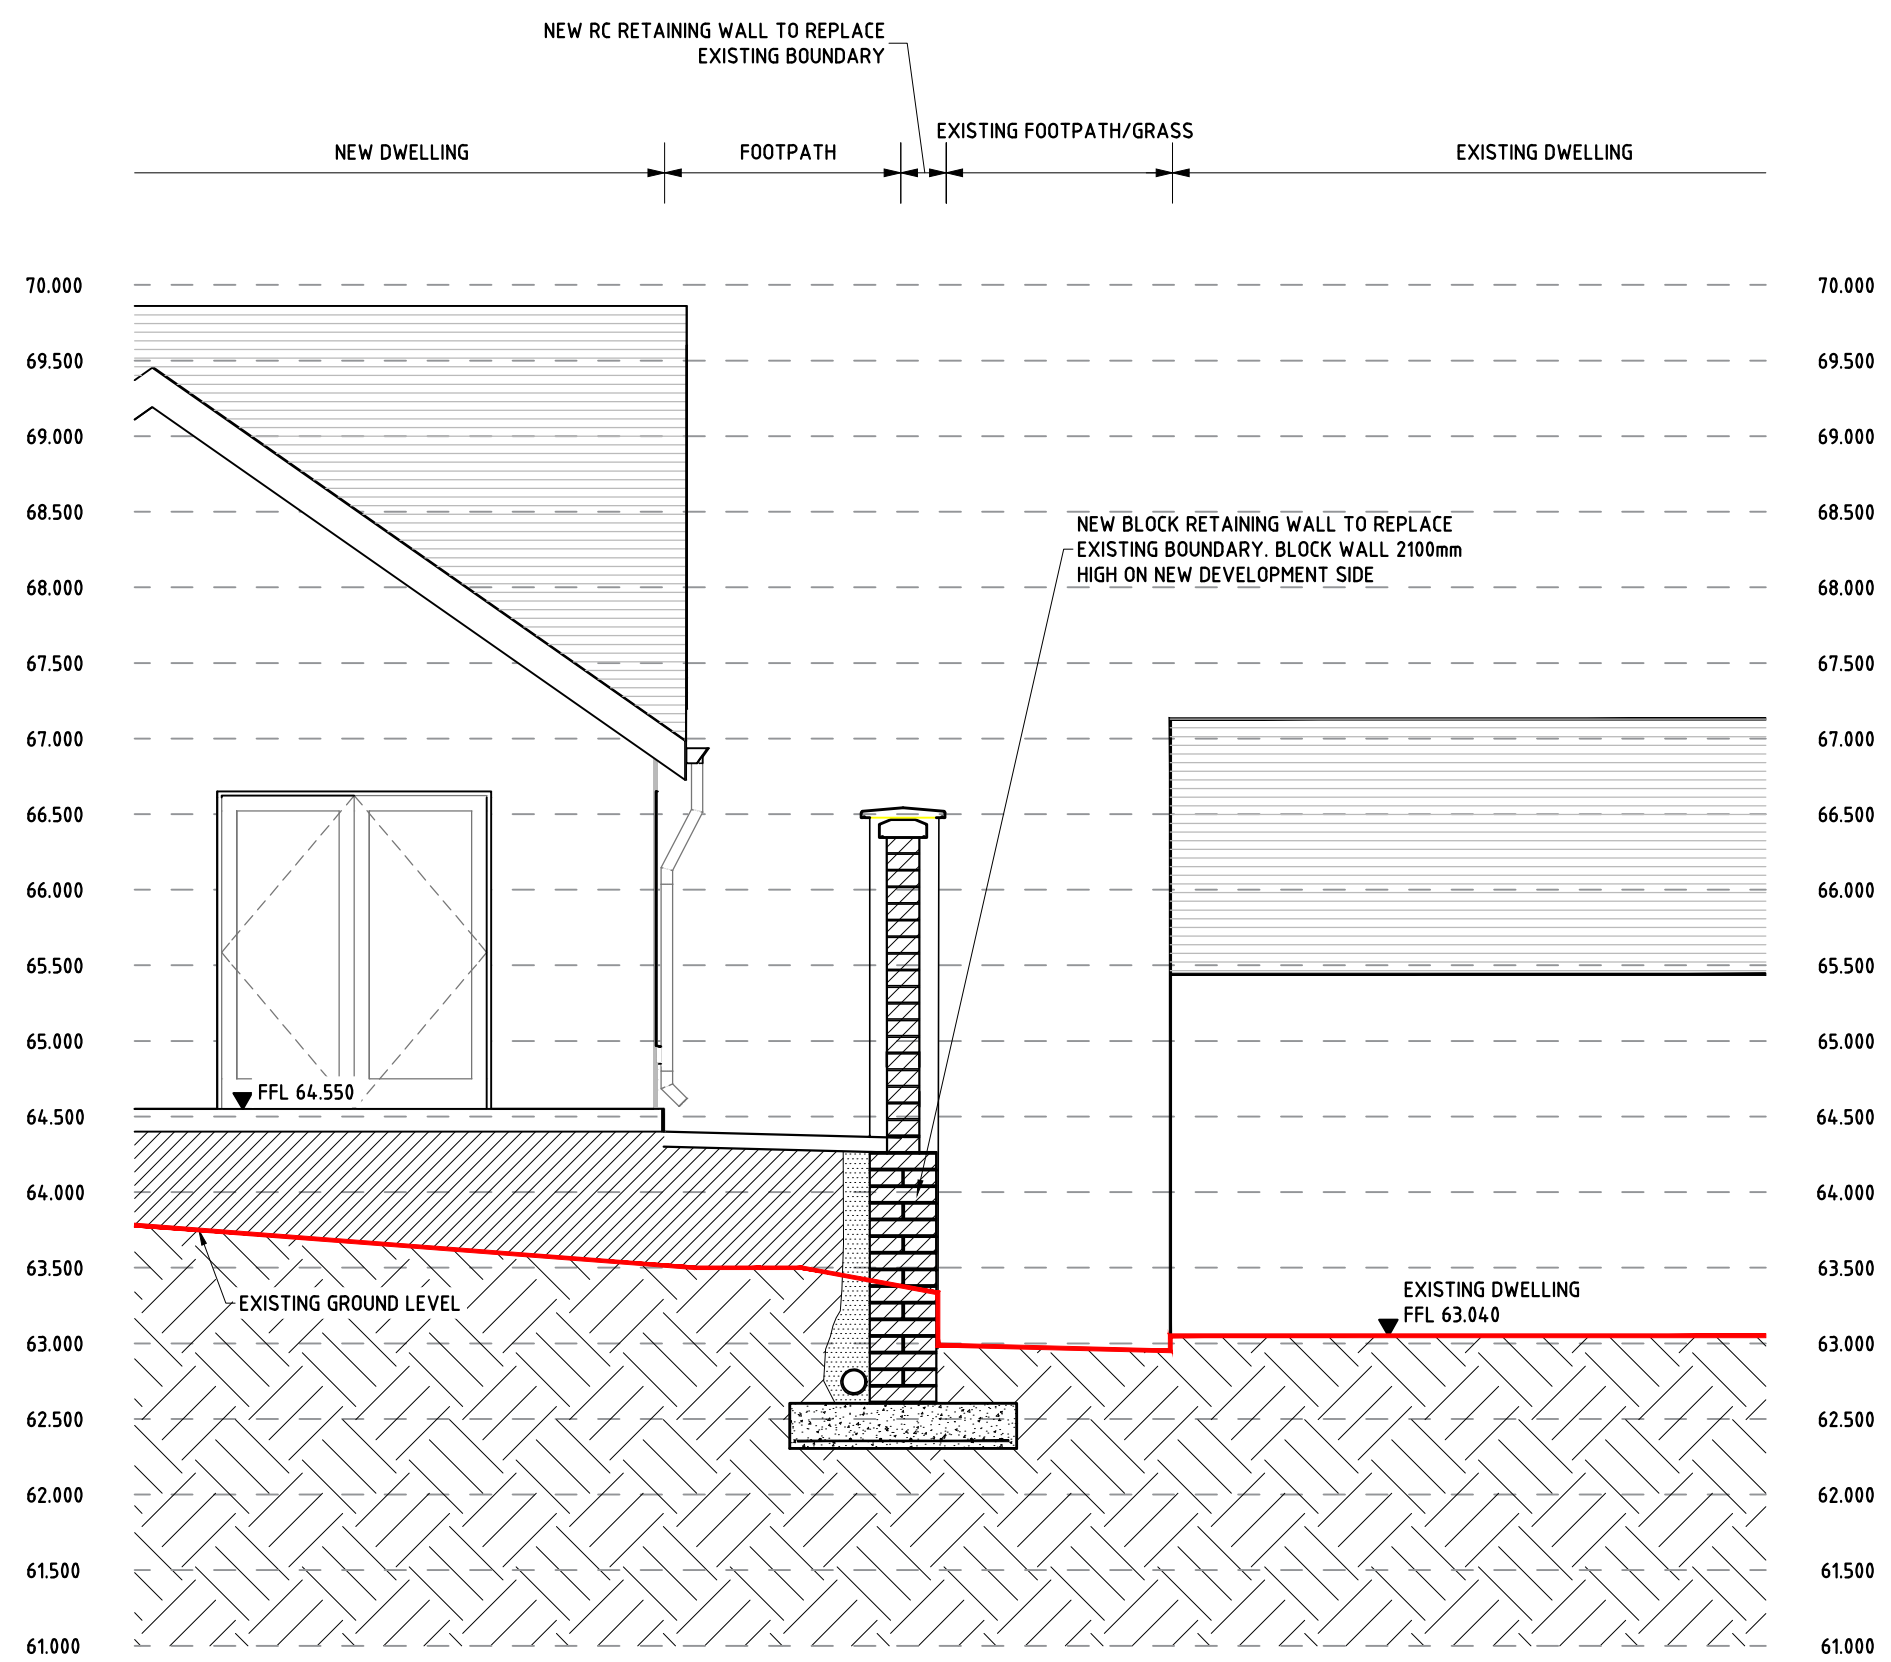 NEW RC RETAINING WALL TO REPLACE
EXISTING BOUNDARY
EXISTING FOOTPATH/GRASS
NEW DWELLING
FOOTPATH
EXISTING DWELLING
70.000
70.000
69.500
69.500
69.000
69.000
68.500
68.500
NEW BLOCK RETAINING WALL TO REPLACE
EXISTING BOUNDARY. BLOCK WALL 2100mm
HIGH ON NEW DEVELOPMENT SIDE
68.000
68.000
67.500
67.500
67.000
67.000
66.500
66.500
66.000
66.000
65.500
65.500
65.000
65.000
FFL 64.550
64.500
64.500
64.000
64.000
63.500
63.500
EXISTING GROUND LEVEL
EXISTING DWELLING
FFL 63.040
63.000
63.000
62.500
62.500
62.000
62.000
61.500
61.500
61.000
61.000